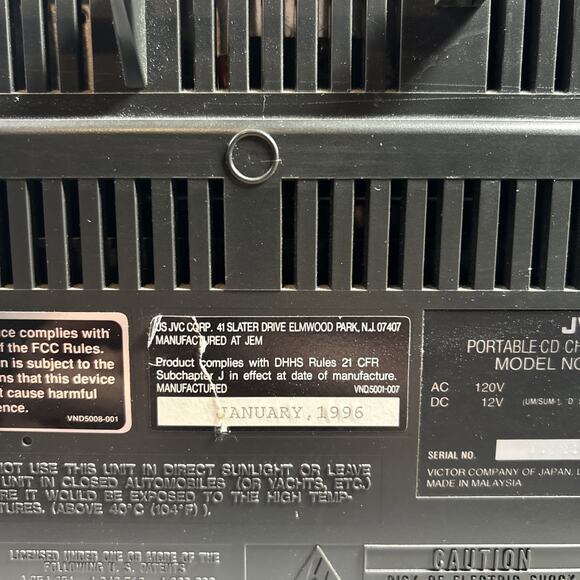 ce complies with
of the FCC Rules.
n is subject to the
ns that this device
t cause harmful
ence.
VND5008-001
US JVC CORP. 41 SLATER DRIVE ELMWOOD PARK, N.J. 07407
MANUFACTURED AT JEM
Product complies with DHHS Rules 21 CFR
Subchapter J in effect at date of manufacture.
MANUFACTURED VND5001-007
JANUARY, 1996
JV
PORTABLE CD CH
MODEL NO
AC 120V
DC 12V
SERIAL NO.
VICTOR COMPANY OF JAPAN, L
MADE IN MALAYSIA
NOT USE THIS UNIT IN DIRECT SUNLIGHT OR LEAVE
UNIT IN CLOSED AUTOMOBILES (OR YACHTS, ETC.)
RE IT WOULD BE EXPOSED TO THE HIGH TEMP-
TURES. (ABOVE 40°C (104°F) ).
LICENSED UNDER ONE OR MORE OF THE
FOLLOWING U. S. PATENTS
CAUTION
RISK OF ELECTRIC SHOCK